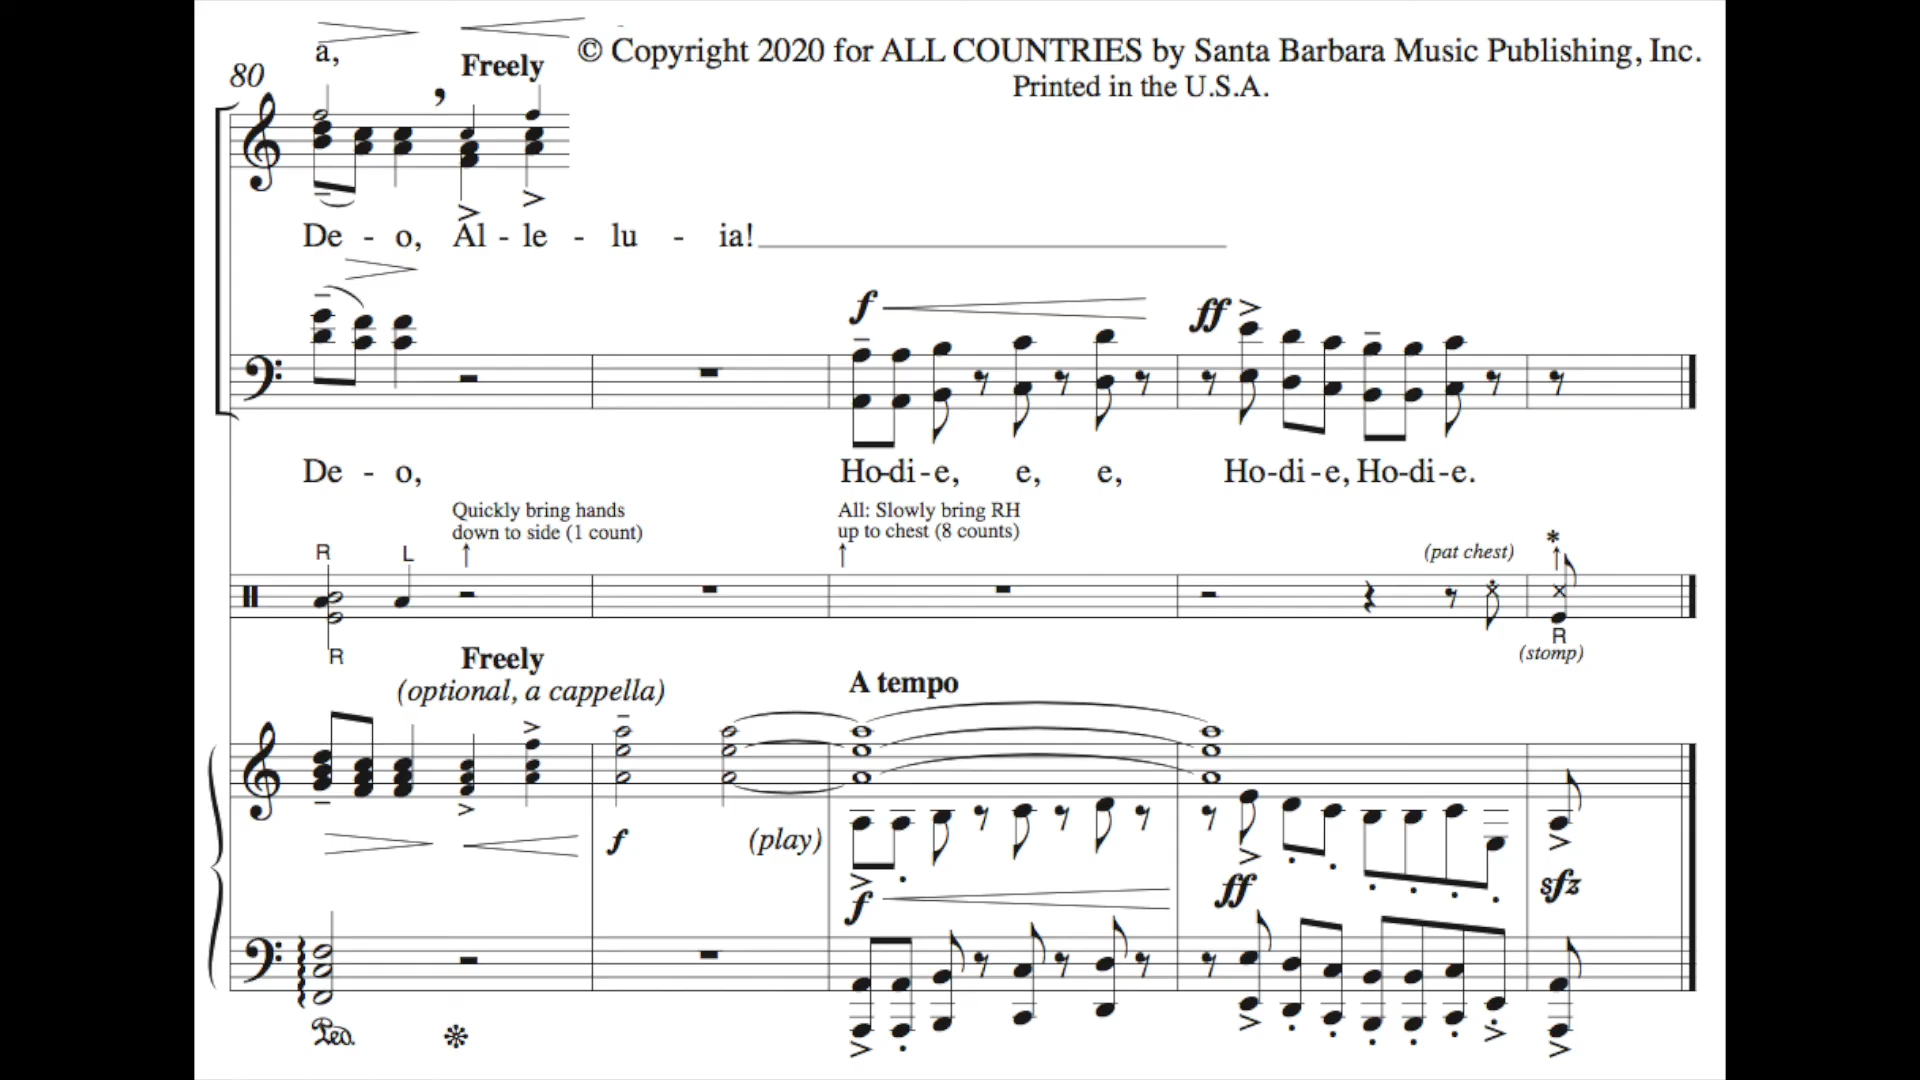 a,
80
Freely
© Copyright 2020 for ALL COUNTRIES by Santa Barbara Music Publishing, Inc.
Printed in the U.S.A.
De - o, Al - le - lu - ia!
f
ff
De - o, Ho-di-e, e, e, Ho-di-e, Ho-di-e.
Quickly bring hands
down to side (1 count)
All: Slowly bring RH
up to chest (8 counts)
R L
(pat chest)
*
R
R
(stomp)
Freely
(optional, a cappella)
A tempo
f
(play)
f
ff
sfz
Ped. *